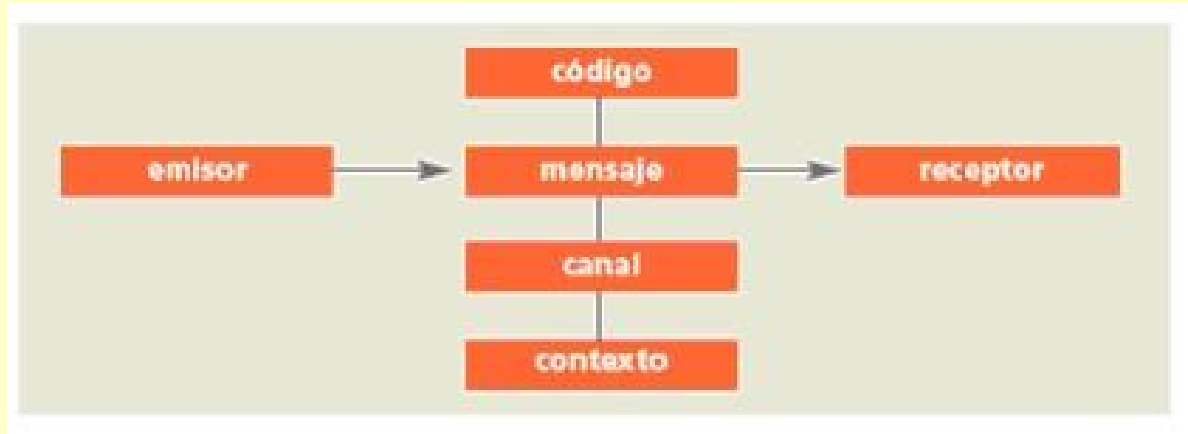 código
emisor
mensaje
receptor
canal
contexto